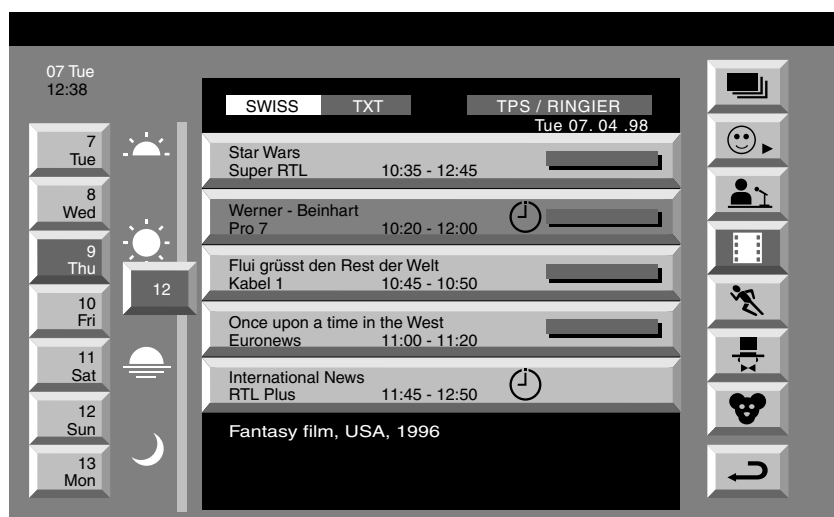 07 Tue
12:38
7
Tue
8
Wed
9
Thu
10
Fri
11
Sat
12
Sun
13
Mon
12
SWISS TXT TPS / RINGIER
Tue 07. 04 .98
Star Wars
Super RTL 10:35 - 12:45
Werner - Beinhart
Pro 7 10:20 - 12:00
Flui grüsst den Rest der Welt
Kabel 1 10:45 - 10:50
Once upon a time in the West
Euronews 11:00 - 11:20
International News
RTL Plus 11:45 - 12:50
Fantasy film, USA, 1996